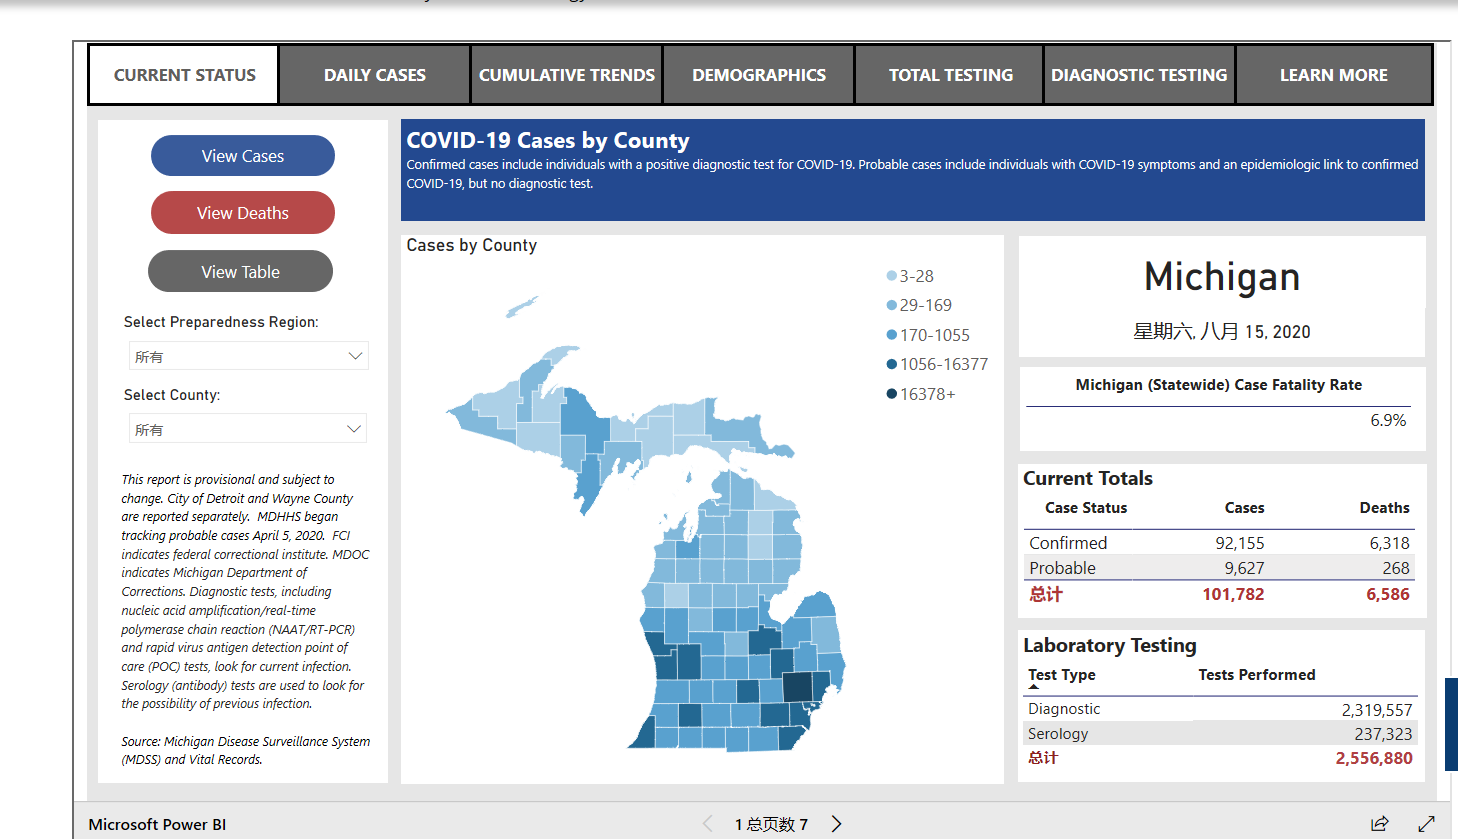 CURRENT STATUS
DAILY CASES
CUMULATIVE TRENDS
DEMOGRAPHICS
TOTAL TESTING
DIAGNOSTIC TESTING
LEARN MORE
View Cases
View Deaths
View Table
Select Preparedness Region:
所有
Select County:
所有
This report is provisional and subject to
change. City of Detroit and Wayne County
are reported separately. MDHHS began
tracking probable cases April 5, 2020. FCI
indicates federal correctional institute. MDOC
indicates Michigan Department of
Corrections. Diagnostic tests, including
nucleic acid amplification/real-time
polymerase chain reaction (NAAT/RT-PCR)
and rapid virus antigen detection point of
care (POC) tests, look for current infection.
Serology (antibody) tests are used to look for
the possibility of previous infection.
Source: Michigan Disease Surveillance System
(MDSS) and Vital Records.
COVID-19 Cases by County
Confirmed cases include individuals with a positive diagnostic test for COVID-19. Probable cases include individuals with COVID-19 symptoms and an epidemiologic link to confirmed
COVID-19, but no diagnostic test.
Cases by County
3-28
29-169
170-1055
1056-16377
16378+
Michigan
星期六, 八月 15, 2020
Michigan (Statewide) Case Fatality Rate
6.9%
Current Totals
Case Status Cases Deaths
Confirmed 92,155 6,318
Probable 9,627 268
总计 101,782 6,586
Laboratory Testing
Test Type Tests Performed
Diagnostic 2,319,557
Serology 237,323
总计 2,556,880
Microsoft Power BI
1 总页数 7